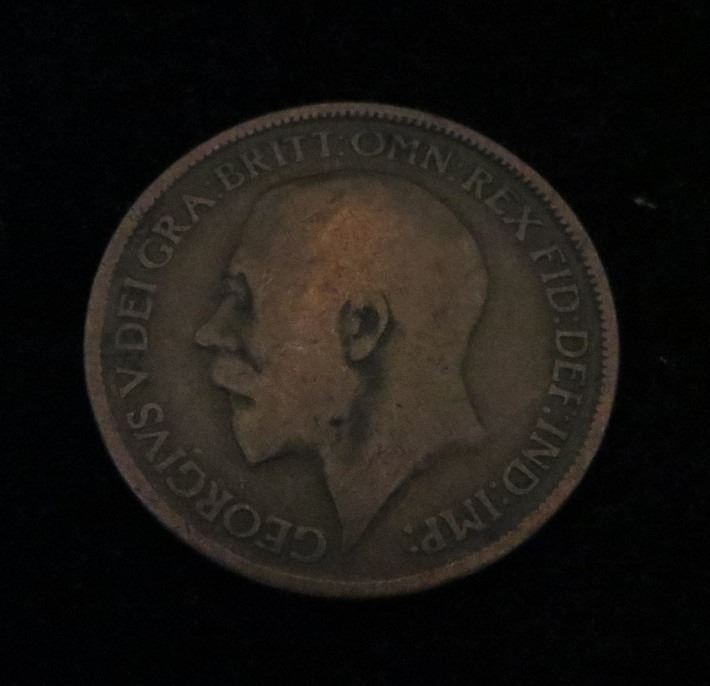 GEORGIVS V DEI GRA: BRITT: OMN: REX FID: DEF: IND: IMP: